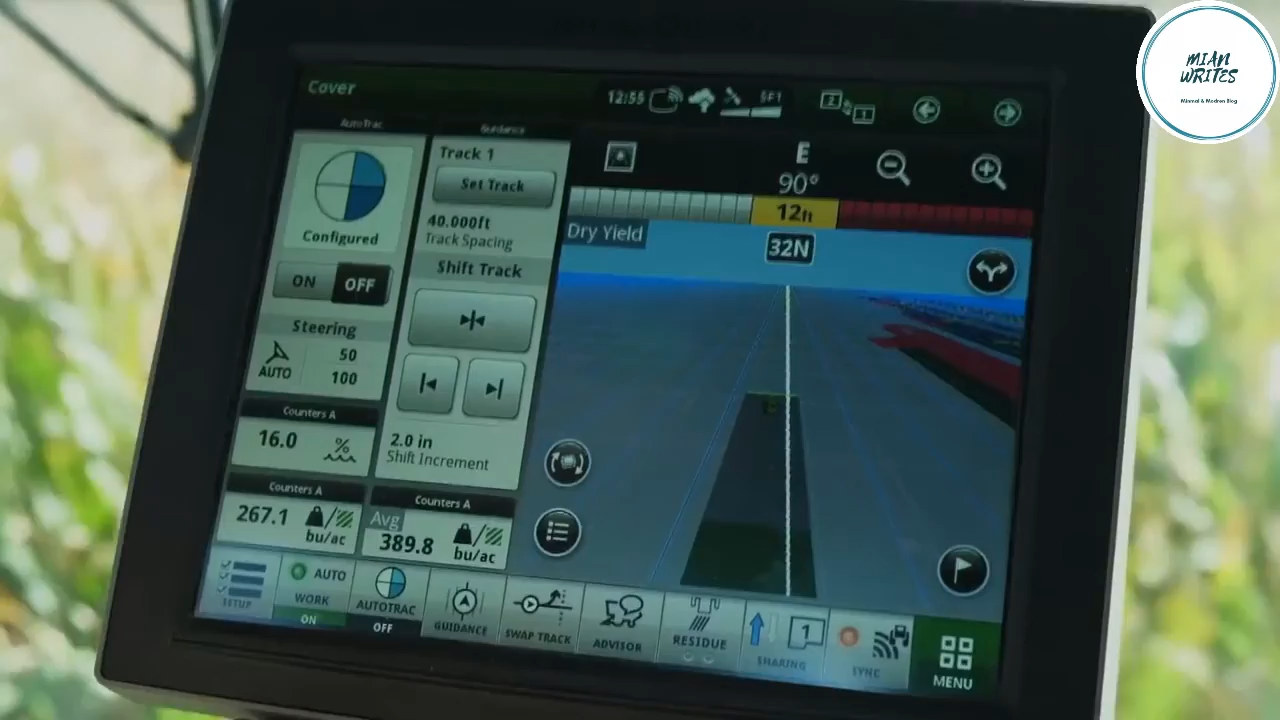 MIAN
WRITES
Minmal & Modren Blog
Cover
12:55
SF1
2
1
AutoTrac
Configured
ON OFF
Steering
AUTO
50
100
Counters A
16.0 %
Counters A
267.1
bu/ac
Guidance
Track 1
Set Track
40.000ft
Track Spacing
Shift Track
2.0 in
Shift Increment
Counters A
Avg
389.8
bu/ac
E
90°
12ft
Dry Yield
32N
SETUP
AUTO
WORK
ON
AUTOTRAC
OFF
GUIDANCE
SWAP TRACK
ADVISOR
RESIDUE
1
SHARING
SYNC
MENU